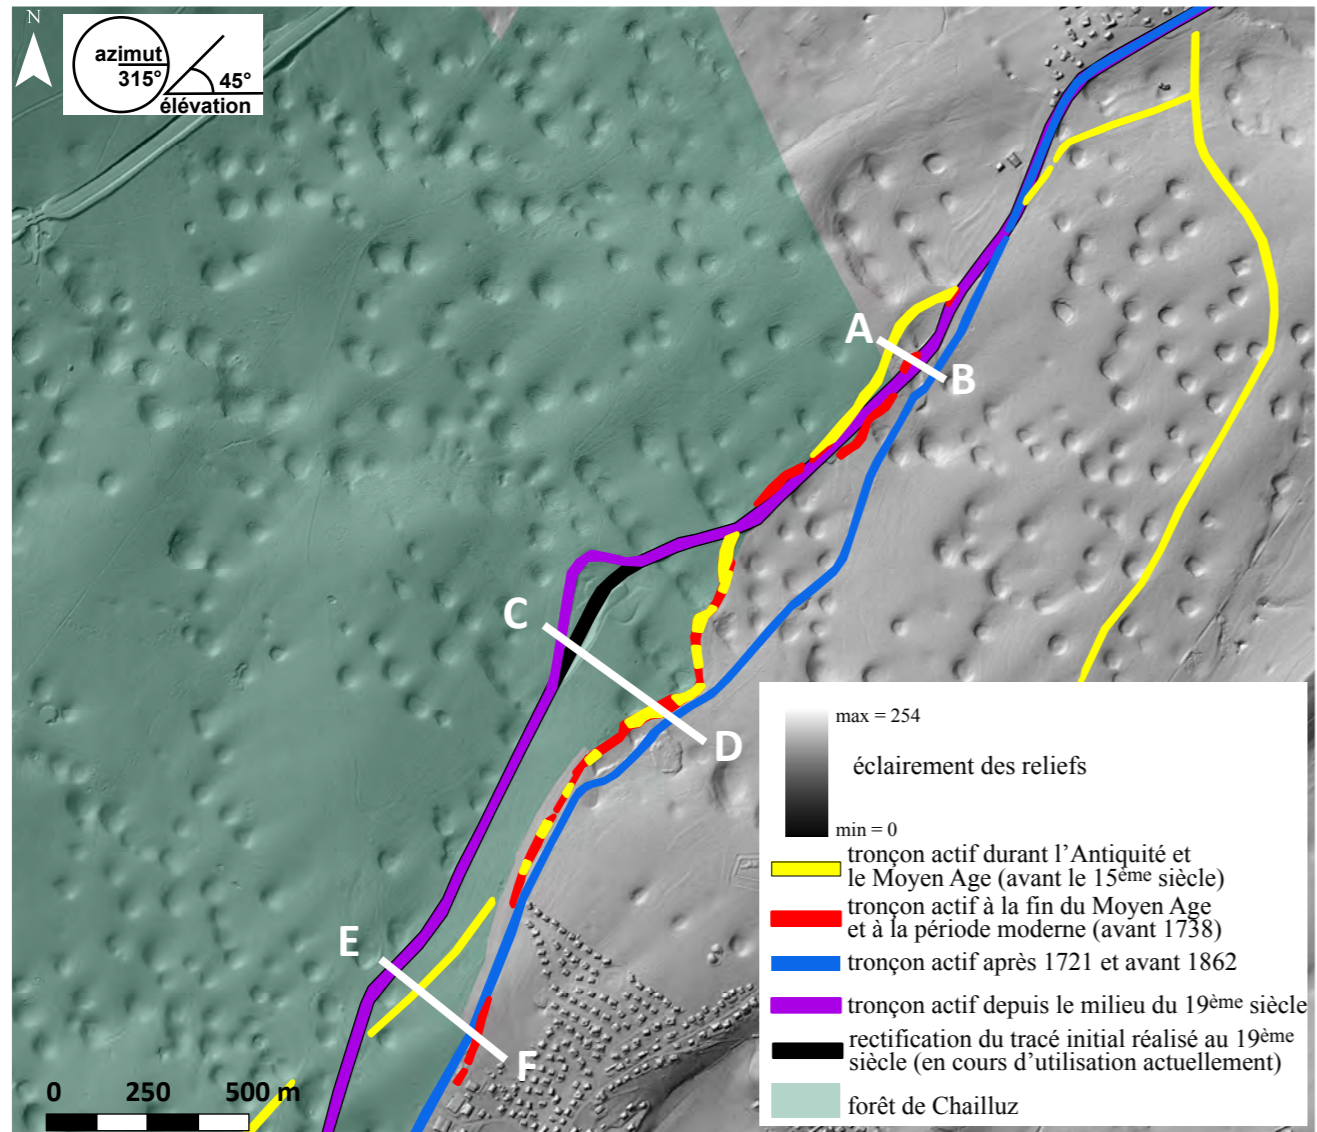 N
azimut
315°
45°
élévation
A
B
C
D
E
F
max = 254
éclairement des reliefs
min = 0
tronçon actif durant l'Antiquité et
le Moyen Age (avant le 15ème siècle)
tronçon actif à la fin du Moyen Age
et à la période moderne (avant 1738)
tronçon actif après 1721 et avant 1862
tronçon actif depuis le milieu du 19ème siècle
rectification du tracé initial réalisé au 19ème
siècle (en cours d'utilisation actuellement)
forêt de Chailluz
0 250 500 m